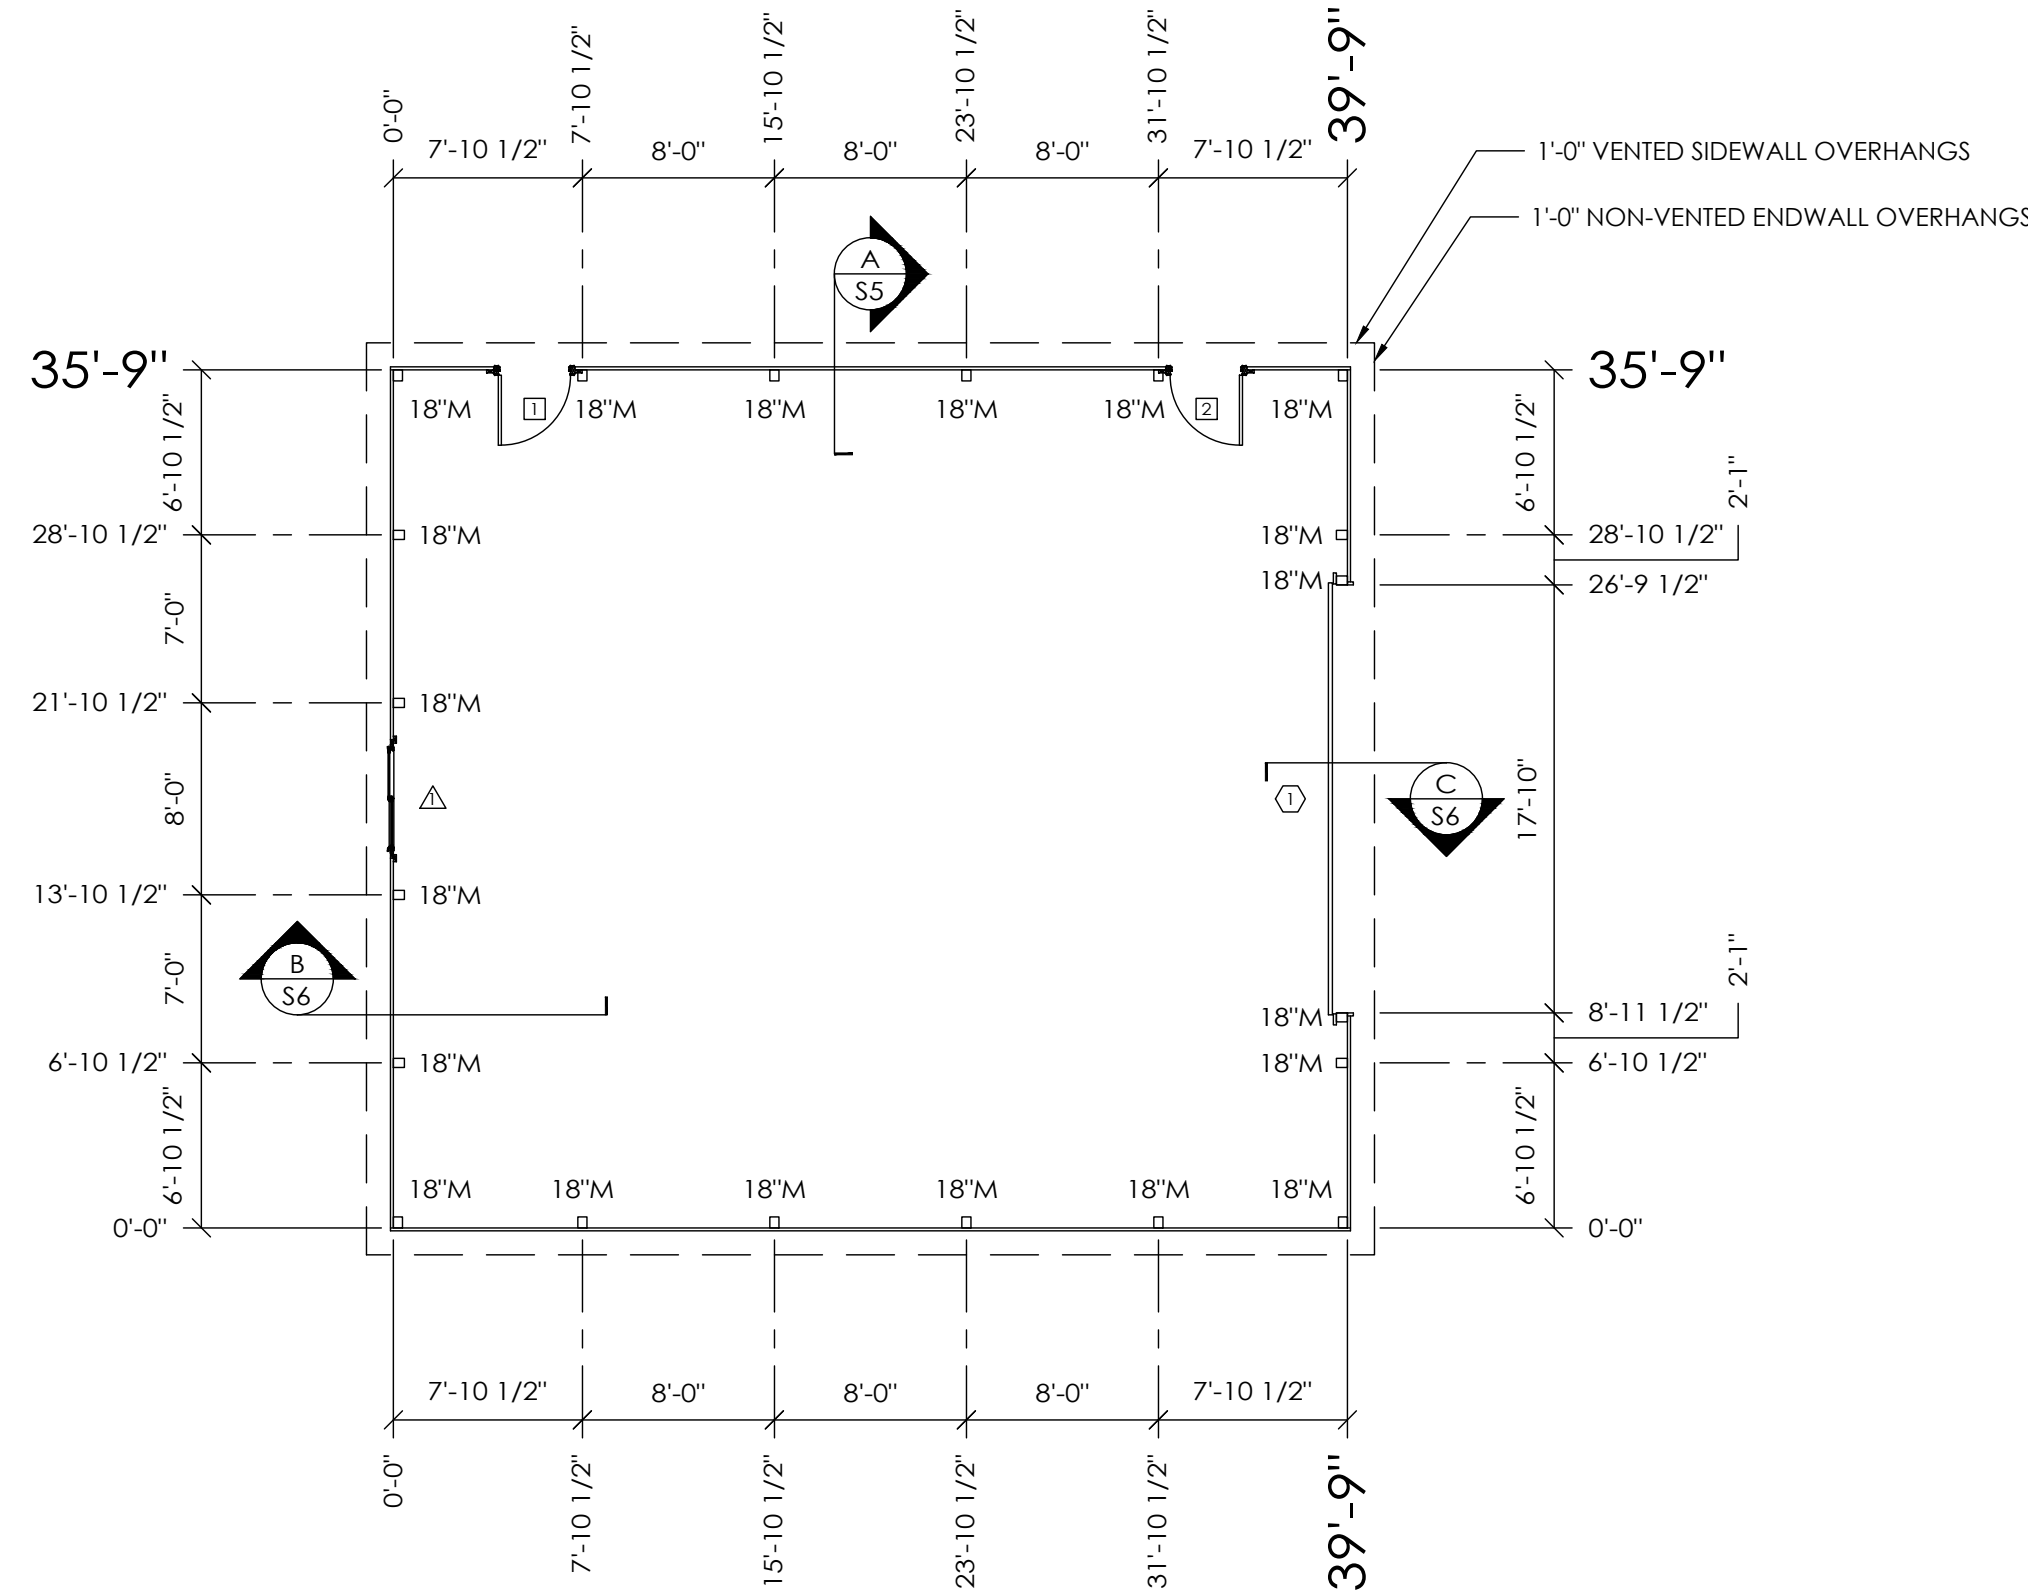 0'-0"
7'-10 1/2"
15'-10 1/2"
23'-10 1/2"
31'-10 1/2"
39'-9"
7'-10 1/2"
8'-0"
8'-0"
8'-0"
7'-10 1/2"
1'-0" VENTED SIDEWALL OVERHANGS
1'-0" NON-VENTED ENDWALL OVERHANGS
A
S5
35'-9"
35'-9"
18"M
1
18"M
18"M
18"M
18"M
2
18"M
6'-10 1/2"
6'-10 1/2"
2'-1"
28'-10 1/2"
18"M
18"M
28'-10 1/2"
18"M
26'-9 1/2"
7'-0"
21'-10 1/2"
18"M
8'-0"
1
1
C
S6
17'-10"
13'-10 1/2"
18"M
B
S6
7'-0"
2'-1"
18"M
8'-11 1/2"
6'-10 1/2"
18"M
18"M
6'-10 1/2"
6'-10 1/2"
6'-10 1/2"
18"M
18"M
18"M
18"M
18"M
18"M
0'-0"
0'-0"
7'-10 1/2"
8'-0"
8'-0"
8'-0"
7'-10 1/2"
0'-0"
7'-10 1/2"
15'-10 1/2"
23'-10 1/2"
31'-10 1/2"
39'-9"